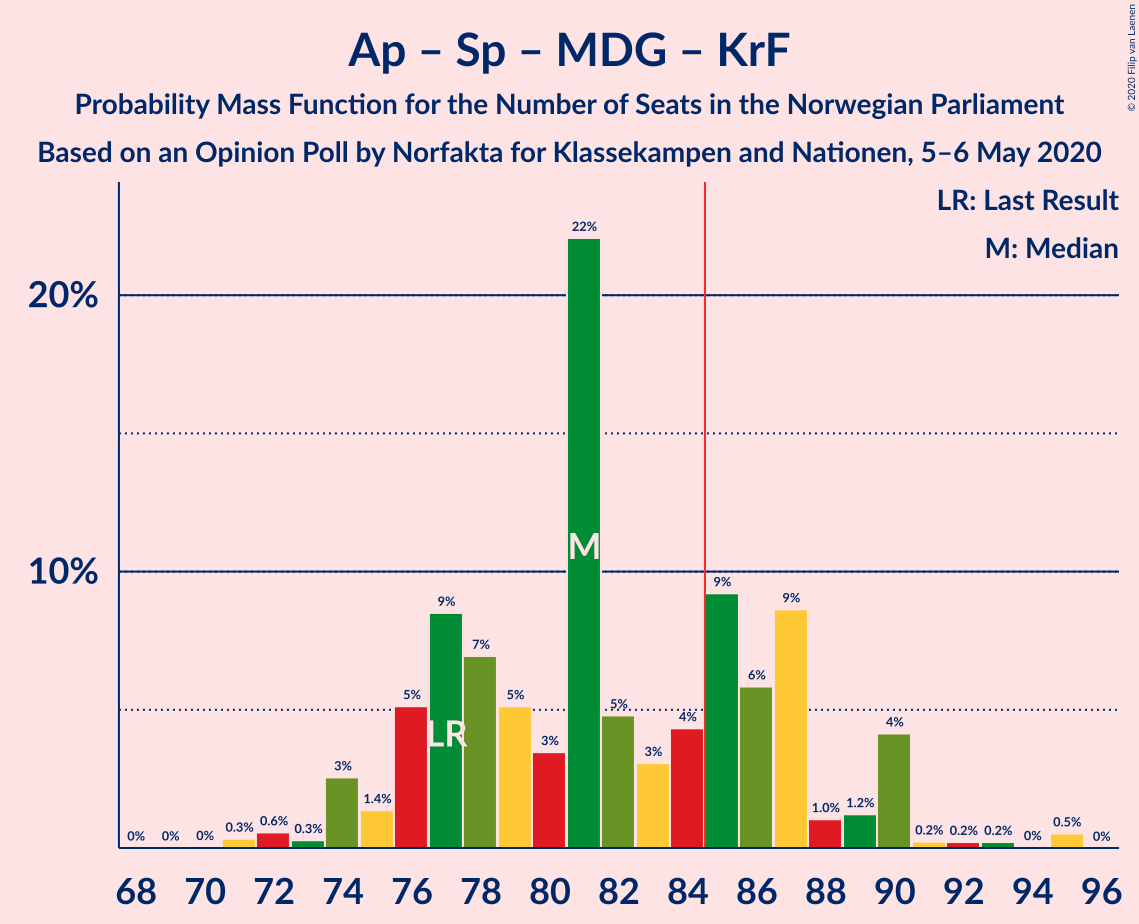 Ap – Sp – MDG – KrF
Probability Mass Function for the Number of Seats in the Norwegian Parliament
Based on an Opinion Poll by Norfakta for Klassekampen and Nationen, 5–6 May 2020
© 2020 Filip van Laenen
LR: Last Result
M: Median
20%
10%
0% 0% 0% 0.3% 0.6% 0.3% 3% 1.4% 5% 9% 7% 5% 3% 22% 5% 3% 4% 9% 6% 9% 1.0% 1.2% 4% 0.2% 0.2% 0.2% 0% 0.5% 0%
LR
M
68 70 72 74 76 78 80 82 84 86 88 90 92 94 96